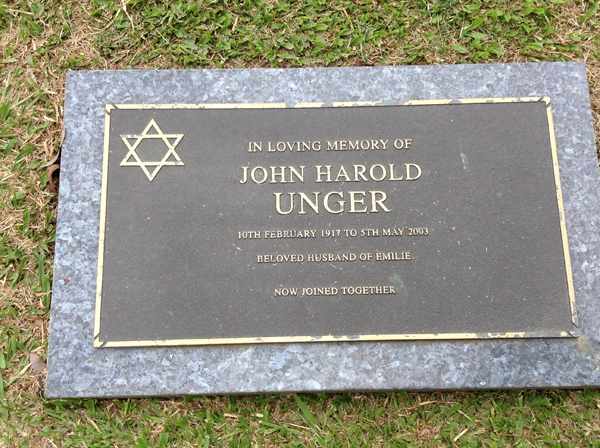 IN LOVING MEMORY OF
JOHN HAROLD
UNGER
10TH FEBRUARY 1917 TO 5TH MAY 2003
BELOVED HUSBAND OF EMILIE
NOW JOINED TOGETHER